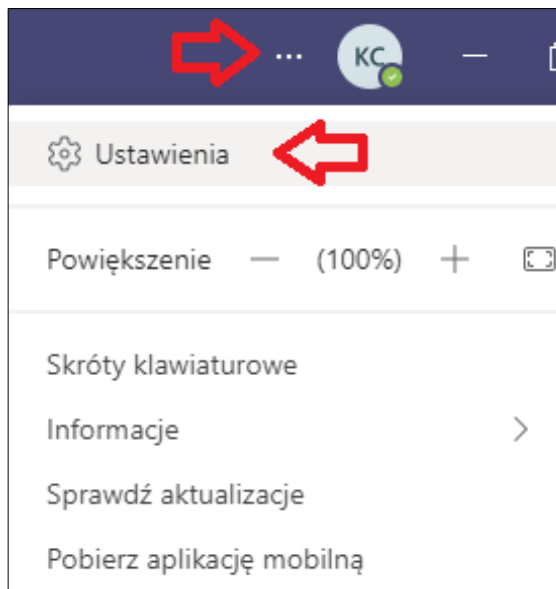 ... KC
Ustawienia
Powiększenie — (100%) +
Skróty klawiaturowe
Informacje
Sprawdź aktualizacje
Pobierz aplikację mobilną